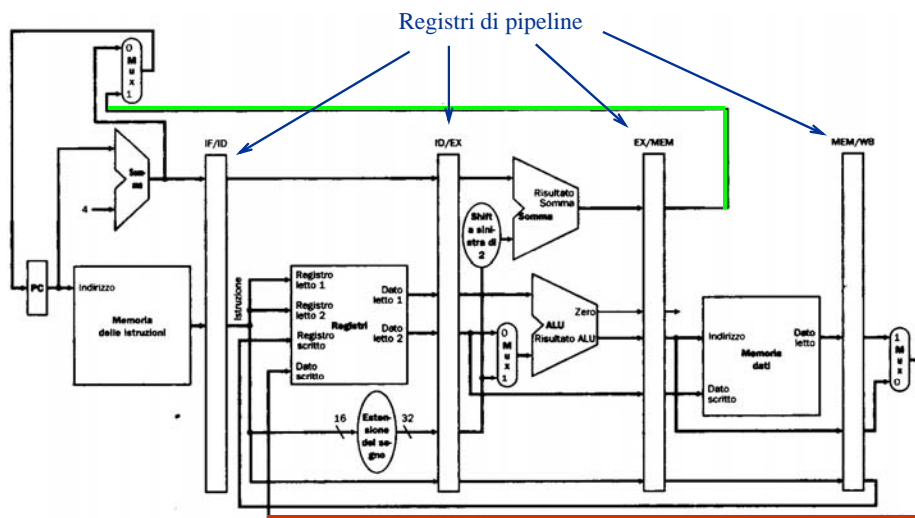 Registri di pipeline
0
M
u
x
1
IF/ID
ID/EX
EX/MEM
MEM/WB
Som-
ma
4
Risultato
Somma
Somma
Shift
a sini-
stra di
2
PC
Indirizzo
Memoria
delle istruzioni
Istruzione
Registro
letto 1
Registro
letto 2
Registro
scritto
Dato
scritto
Registri
Dato
letto 1
Dato
letto 2
0
M
u
x
1
Zero
ALU
Risultato ALU
Indirizzo
Dato
letto
Memoria
dati
Dato
scritto
1
M
u
x
0
16
Esten-
sione
del se-
gno
32